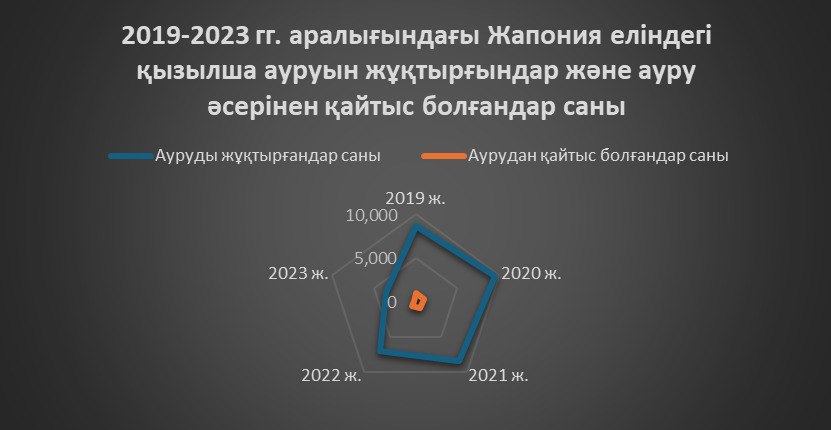 2019-2023 гг. аралығындағы Жапония еліндегі
қызылша ауруын жұқтырғындар және ауру
әсерінен қайтыс болғандар саны
Ауруды жұқтырғандар саны
Аурудан қайтыс болғандар саны
2019 ж.
10,000
5,000
0
2020 ж.
2023 ж.
2022 ж.
2021 ж.